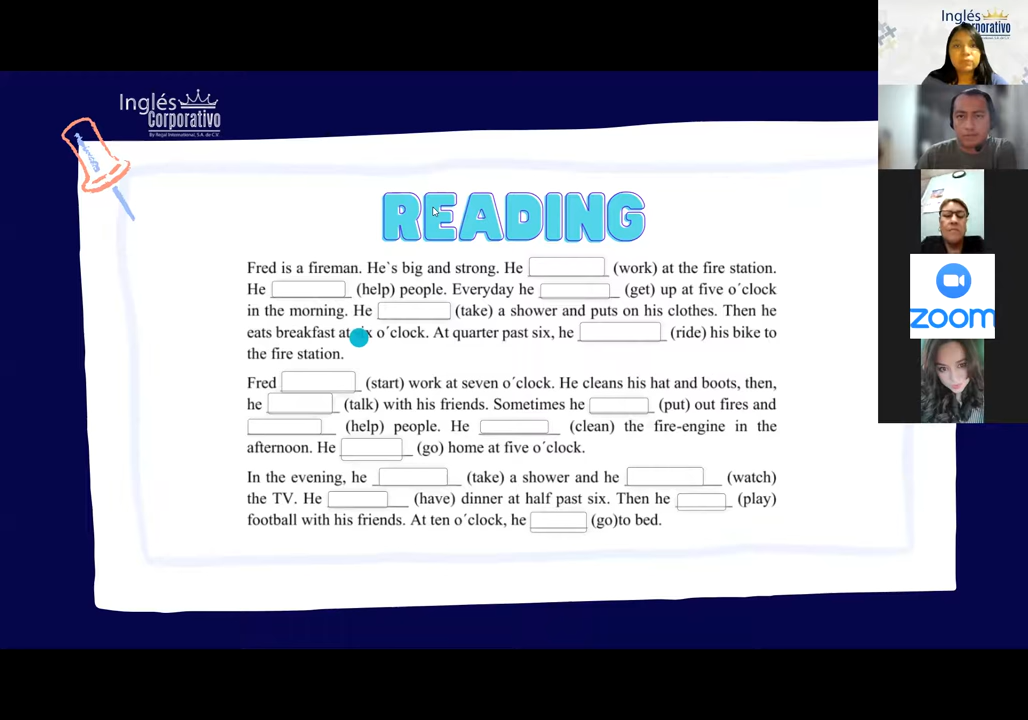 Inglés
Corporativo
By Regal International, S.A. de C.V.
Inglés
READING
Fred is a fireman. He`s big and strong. He (work) at the fire station.
He (help) people. Everyday he (get) up at five o´clock
in the morning. He (take) a shower and puts on his clothes. Then he
eats breakfast at six o´clock. At quarter past six, he (ride) his bike to
the fire station.
Fred (start) work at seven o´clock. He cleans his hat and boots, then,
he (talk) with his friends. Sometimes he (put) out fires and
(help) people. He (clean) the fire-engine in the
afternoon. He (go) home at five o´clock.
In the evening, he (take) a shower and he (watch)
the TV. He (have) dinner at half past six. Then he (play)
football with his friends. At ten o´clock, he (go)to bed.
zoom